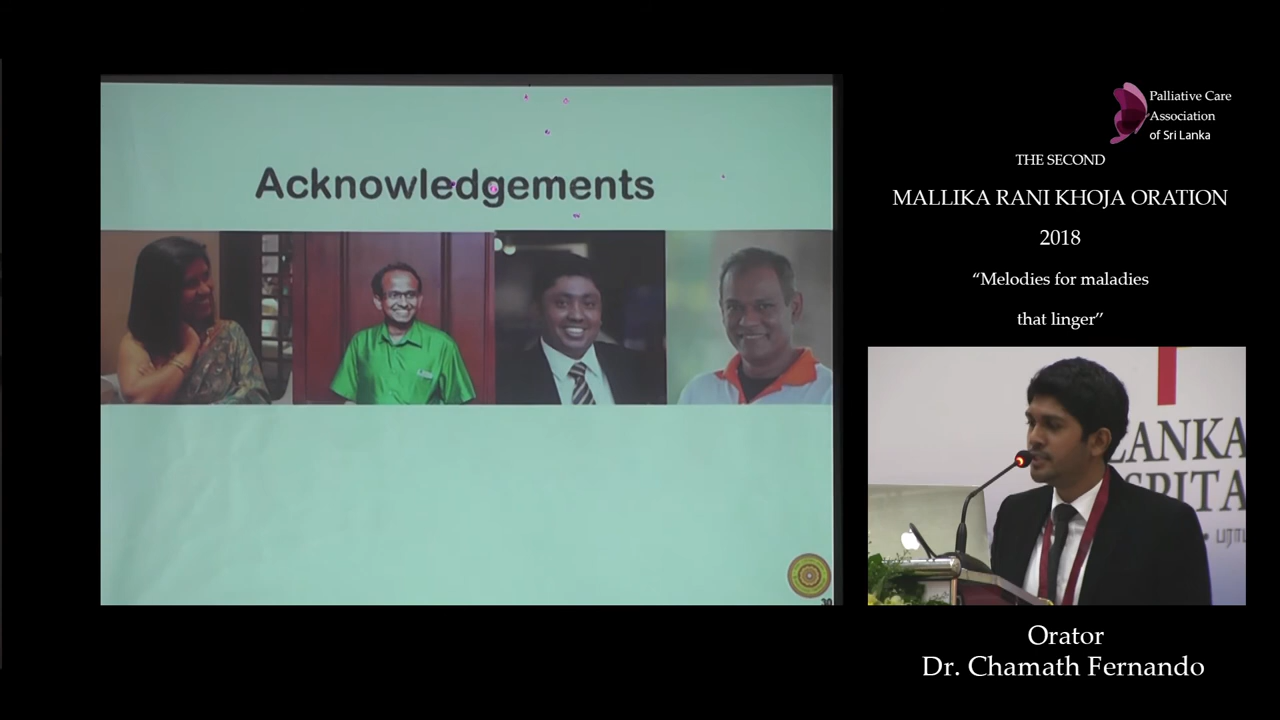 Acknowledgements
30
Palliative Care
Association
of Sri Lanka
THE SECOND
MALLIKA RANI KHOJA ORATION
2018
“Melodies for maladies
that linger”
LANKA
SPITA
Orator
Dr. Chamath Fernando